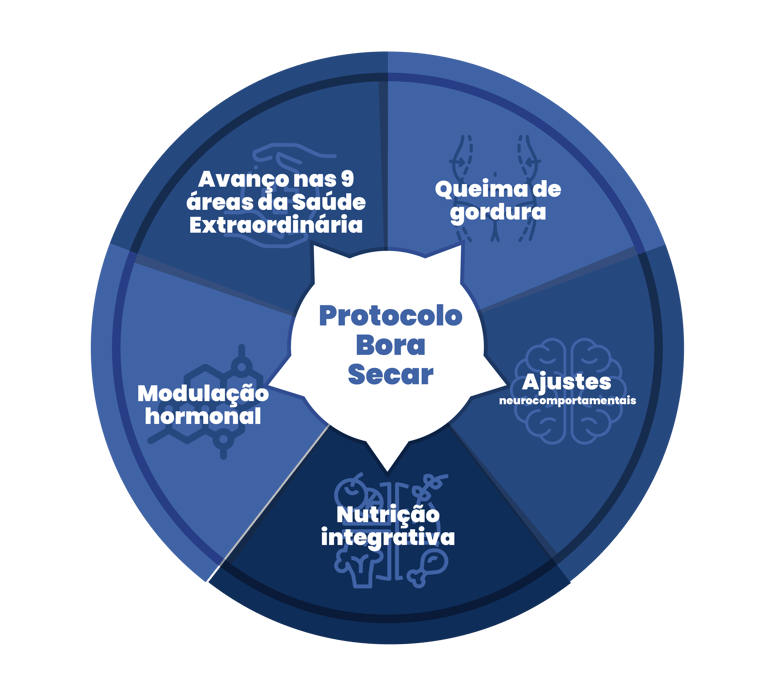 Avanço nas 9
áreas da Saúde
Extraordinária
Queima de
gordura
Protocolo
Bora
Secar
Modulação
hormonal
Ajustes
neurocomportamentais
Nutrição
integrativa